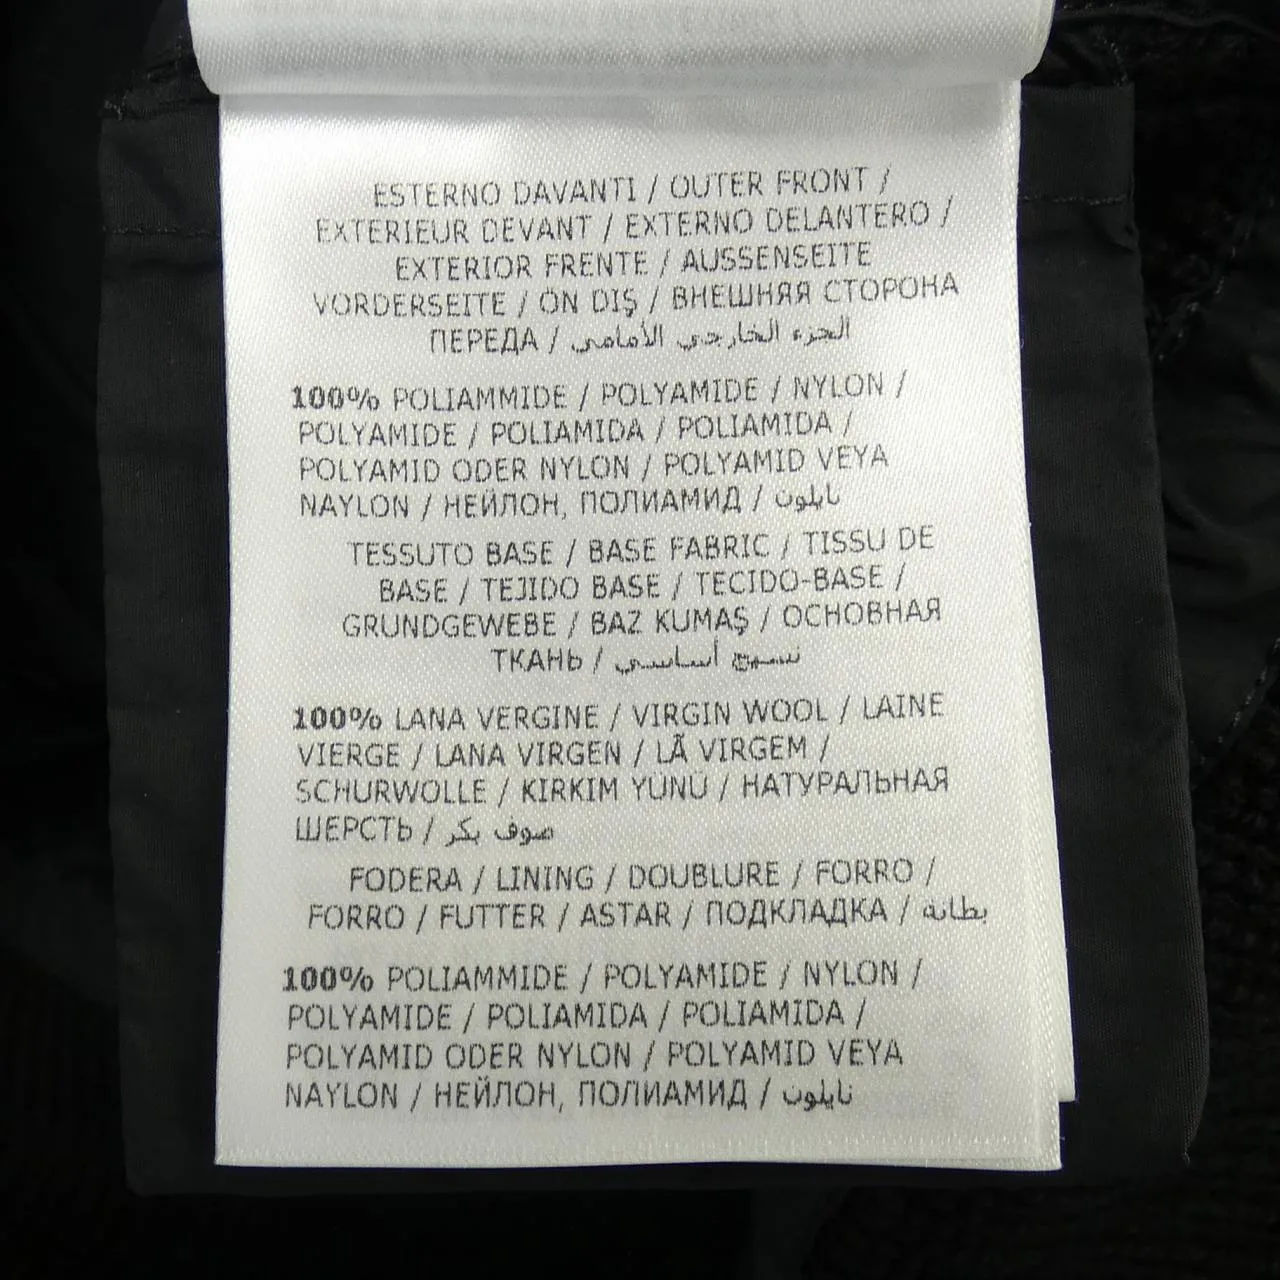 ESTERNO DAVANTI / OUTER FRONT /
EXTERIEUR DEVANT / EXTERNO DELANTERO /
EXTERIOR FRENTE / AUSSENSEITE
VORDERSEITE / ÖN DIŞ / ВНЕШНЯЯ СТОРОНА
ПЕРЕДА / الجزء الخارجي الأمامي
100% POLIAMMIDE / POLYAMIDE / NYLON /
POLYAMIDE / POLIAMIDA / POLIAMIDA /
POLYAMID ODER NYLON / POLYAMID VEYA
NAYLON / НЕЙЛОН, ПОЛИАМИД / نايلون
TESSUTO BASE / BASE FABRIC / TISSU DE
BASE / TEJIDO BASE / TECIDO-BASE /
GRUNDGEWEBE / BAZ KUMAŞ / ОСНОВНАЯ
ТКАНЬ / نسيج أساسي
100% LANA VERGINE / VIRGIN WOOL / LAINE
VIERGE / LANA VIRGEN / LÃ VIRGEM /
SCHURWOLLE / KIRKIM YÜNÜ / НАТУРАЛЬНАЯ
ШЕРСТЬ / صوف بكر
FODERA / LINING / DOUBLURE / FORRO /
FORRO / FUTTER / ASTAR / ПОДКЛАДКА / بطانة
100% POLIAMMIDE / POLYAMIDE / NYLON /
POLYAMIDE / POLIAMIDA / POLIAMIDA /
POLYAMID ODER NYLON / POLYAMID VEYA
NAYLON / НЕЙЛОН, ПОЛИАМИД / نايلون